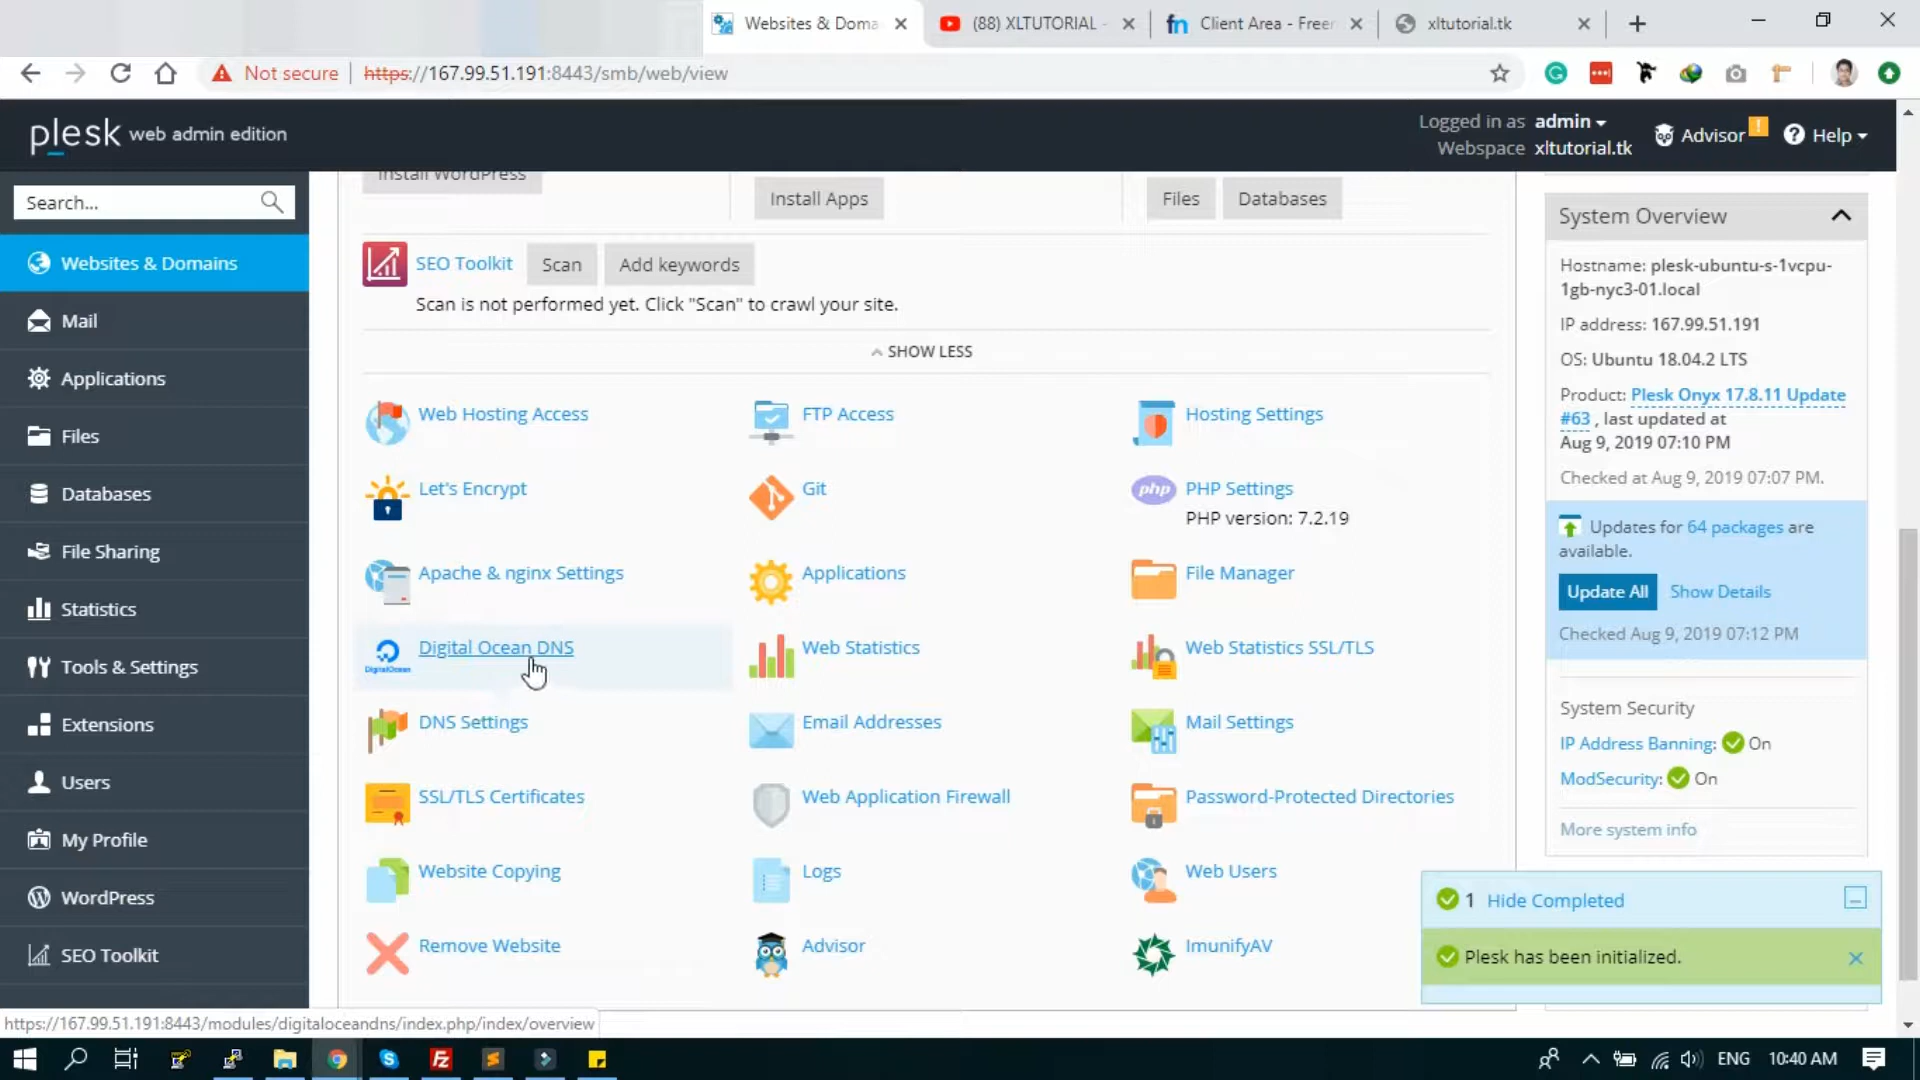 Websites & Doma
(88) XLTUTORIAL -
fn Client Area - Freen
xltutorial.tk
Not secure
https://167.99.51.191:8443/smb/web/view
plesk web admin edition
Logged in as admin
Webspace xltutorial.tk
Advisor
!
Help
Search...
Websites & Domains
Mail
Applications
Files
Databases
File Sharing
Statistics
Tools & Settings
Extensions
Users
My Profile
WordPress
SEO Toolkit
Install WordPress
Install Apps
Files
Databases
SEO Toolkit
Scan
Add keywords
Scan is not performed yet. Click "Scan" to crawl your site.
SHOW LESS
Web Hosting Access
FTP Access
Hosting Settings
Let's Encrypt
Git
php
PHP Settings
PHP version: 7.2.19
Apache & nginx Settings
Applications
File Manager
DigitalOcean
Digital Ocean DNS
Web Statistics
Web Statistics SSL/TLS
DNS Settings
Email Addresses
Mail Settings
SSL/TLS Certificates
Web Application Firewall
Password-Protected Directories
Website Copying
Logs
Web Users
Remove Website
Advisor
ImunifyAV
System Overview
Hostname: plesk-ubuntu-s-1vcpu-
1gb-nyc3-01.local
IP address: 167.99.51.191
OS: Ubuntu 18.04.2 LTS
Product: Plesk Onyx 17.8.11 Update
#63 , last updated at
Aug 9, 2019 07:10 PM
Checked at Aug 9, 2019 07:07 PM.
Updates for 64 packages are
available.
Update All
Show Details
Checked Aug 9, 2019 07:12 PM
System Security
IP Address Banning: On
ModSecurity: On
More system info
1 Hide Completed
Plesk has been initialized.
https://167.99.51.191:8443/modules/digitaloceandns/index.php/index/overview
ENG
10:40 AM